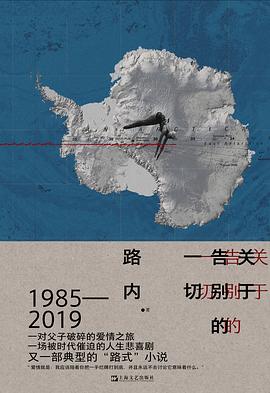 关于
告别的
一切
路内
著
1985—
2019
一对父子破碎的爱情之旅
一场被时代催迫的人生悲喜剧
又一部典型的“路式”小说
“爱情就是：我应该陪着你把一手烂牌打到底，并且永远不会讨论它意味着什么。”
上海文艺出版社